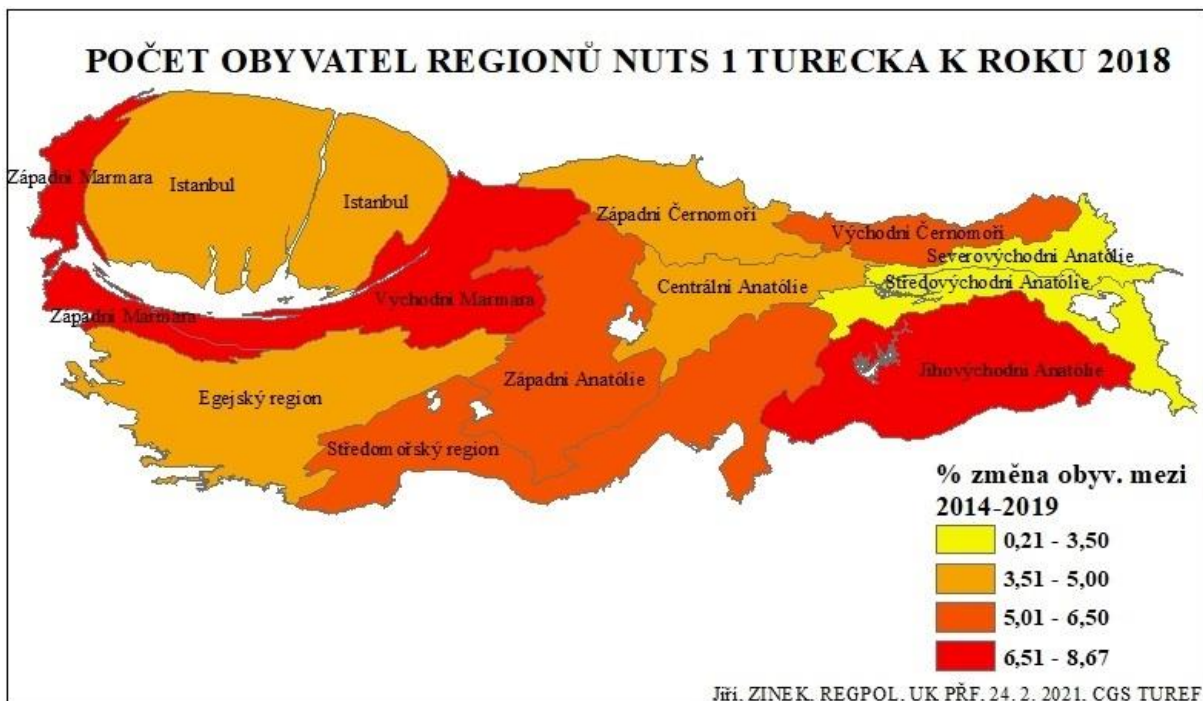 POČET OBYVATEL REGIONŮ NUTS 1 TURECKA K ROKU 2018
Západní Marmara
Istanbul
Istanbul
Západní Černomoří
Východní Černomoří
Severovýchodní Anatólie
Středovýchodní Anatólie
Centrální Anatólie
Východní Marmara
Západní Marmara
Jihovýchodní Anatólie
Západní Anatólie
Egejský region
Středomořský region
% změna obyv. mezi
2014-2019
0,21 - 3,50
3,51 - 5,00
5,01 - 6,50
6,51 - 8,67
Jiří, ZINEK, REGPOL, UK PŘF, 24. 2. 2021, CGS TUREF